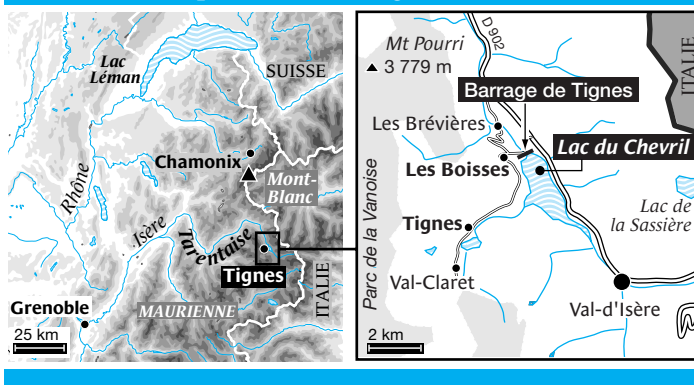 Lac
Léman
SUISSE
Chamonix
Mont-
Blanc
Rhône
Isère
Tarentaise
Tignes
MAURIENNE
ITALIE
Grenoble
25 km
D 902
ITALIE
Mt Pourri
3 779 m
Barrage de Tignes
Les Brévières
Lac du Chevril
Les Boisses
Parc de la Vanoise
Lac de
la Sassière
Tignes
Val-Claret
Val-d'Isère
2 km